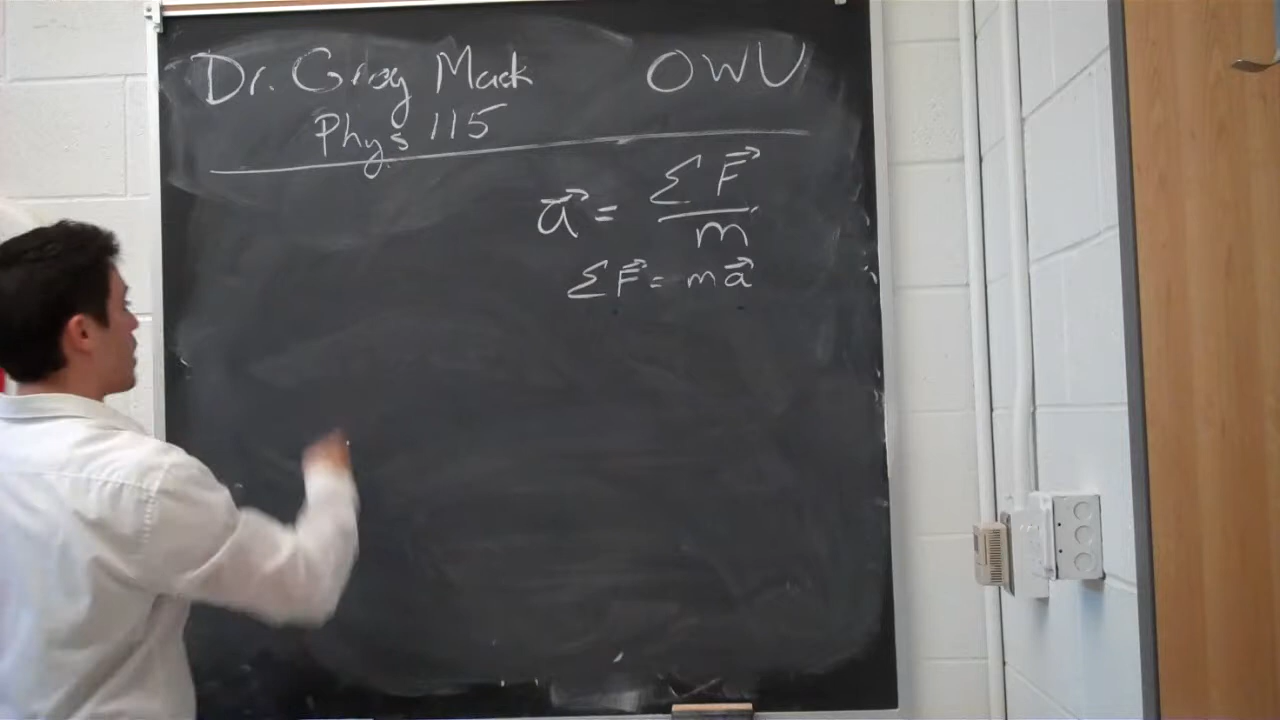 Dr. Greg Mack OWU
Phys 115
a⃗ = ΣF⃗ / m
ΣF⃗ = ma⃗